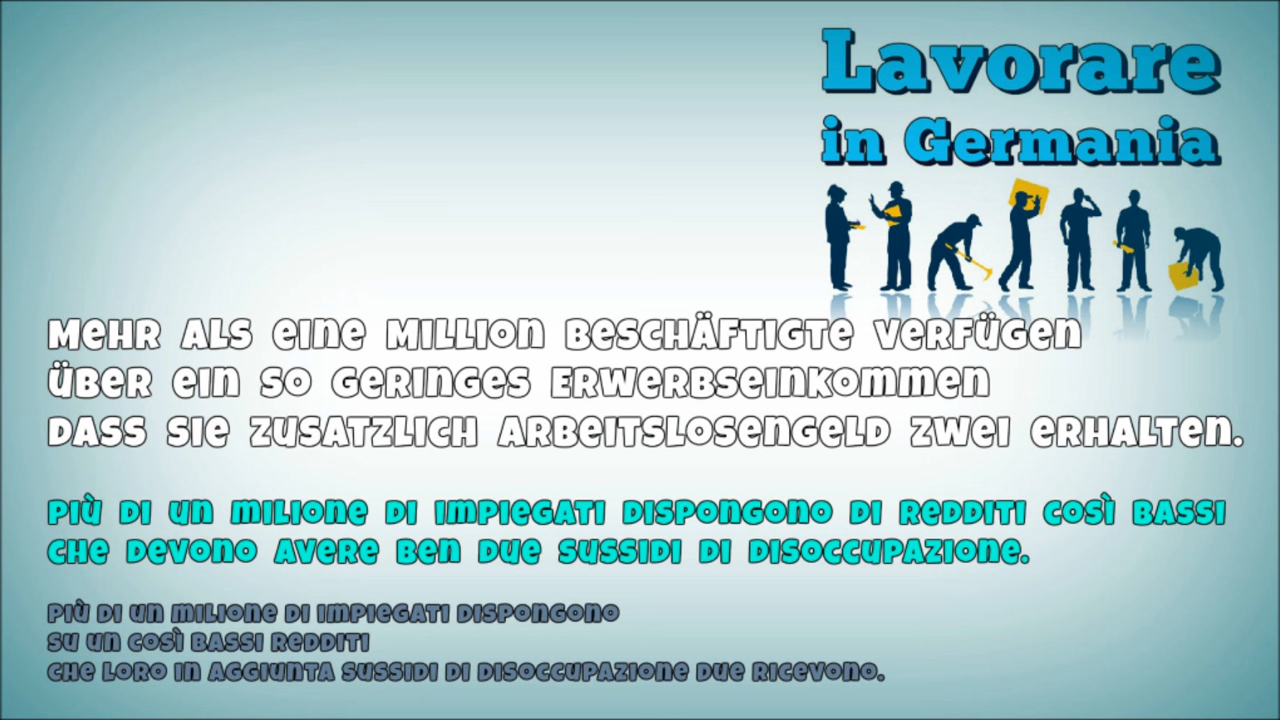 Lavorare
in Germania
Mehr als eine Million Beschäftigte verfügen
über ein so geringes Erwerbseinkommen
dass sie zusatzlich Arbeitslosengeld zwei erhalten.
Più di un milione di impiegati dispongono di redditi così bassi
che devono avere ben due sussidi di disoccupazione.
Più di un milione di impiegati dispongono
su un così bassi redditi
che loro in aggiunta sussidi di disoccupazione due ricevono.